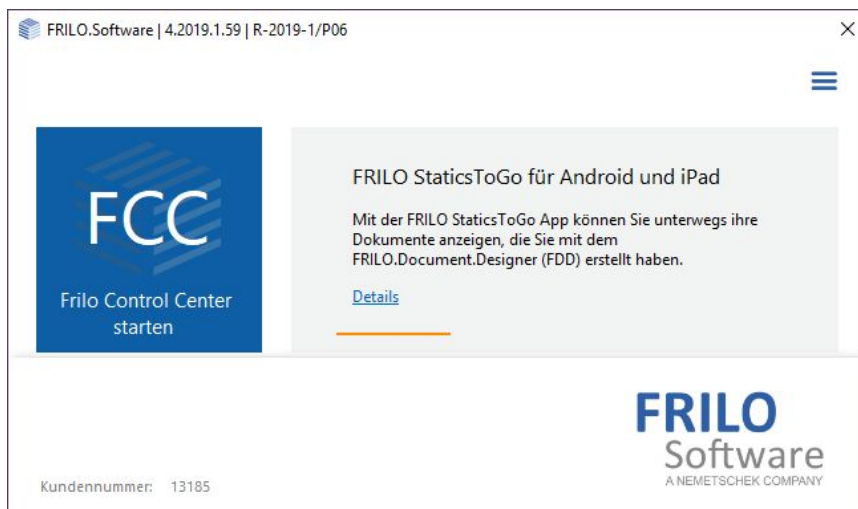 FRILO.Software | 4.2019.1.59 | R-2019-1/P06
FCC
Frilo Control Center
starten
FRILO StaticsToGo für Android und iPad
Mit der FRILO StaticsToGo App können Sie unterwegs ihre
Dokumente anzeigen, die Sie mit dem
FRILO.Document.Designer (FDD) erstellt haben.
Details
FRILO
Software
A NEMETSCHEK COMPANY
Kundennummer: 13185